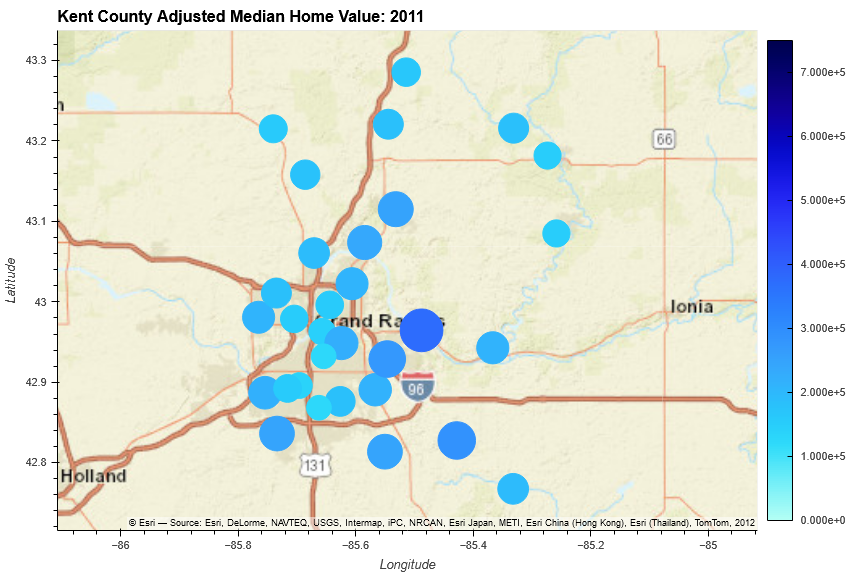 Kent County Adjusted Median Home Value: 2011
43.3
7.000e+5
n
66
43.2
6.000e+5
43.1
5.000e+5
Latitude
4.000e+5
43
Ionia
3.000e+5
42.9
96
2.000e+5
42.8
131
Holland
1.000e+5
© Esri — Source: Esri, DeLorme, NAVTEQ, USGS, Intermap, iPC, NRCAN, Esri Japan, METI, Esri China (Hong Kong), Esri (Thailand), TomTom, 2012
0.000e+0
−86 −85.8 −85.6 −85.4 −85.2 −85
Longitude